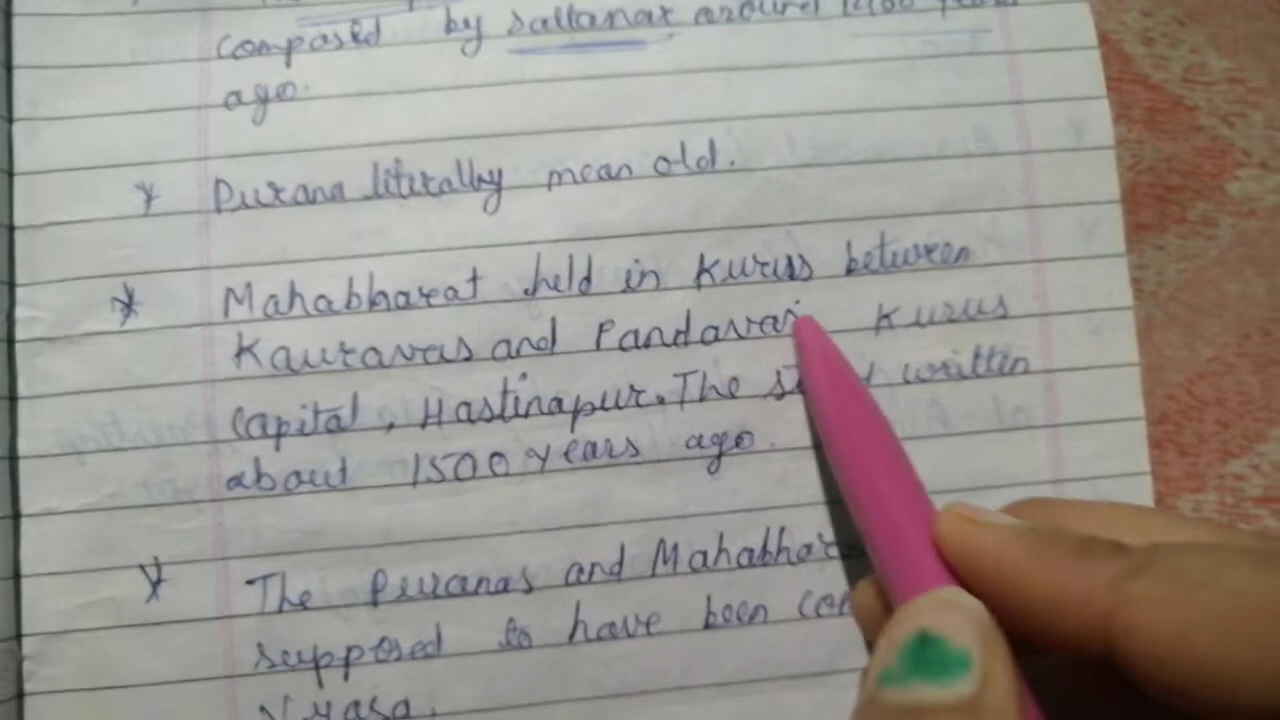 composed by Sattanar around 1400 years
ago.
* Purana literally mean old.
* Mahabharat held in Kurus between
Kauravas and Pandavas Kurus
Capital, Hastinapur. The written
about 1500 years ago.
* The Puranas and
supposed to have been
Vyasa.